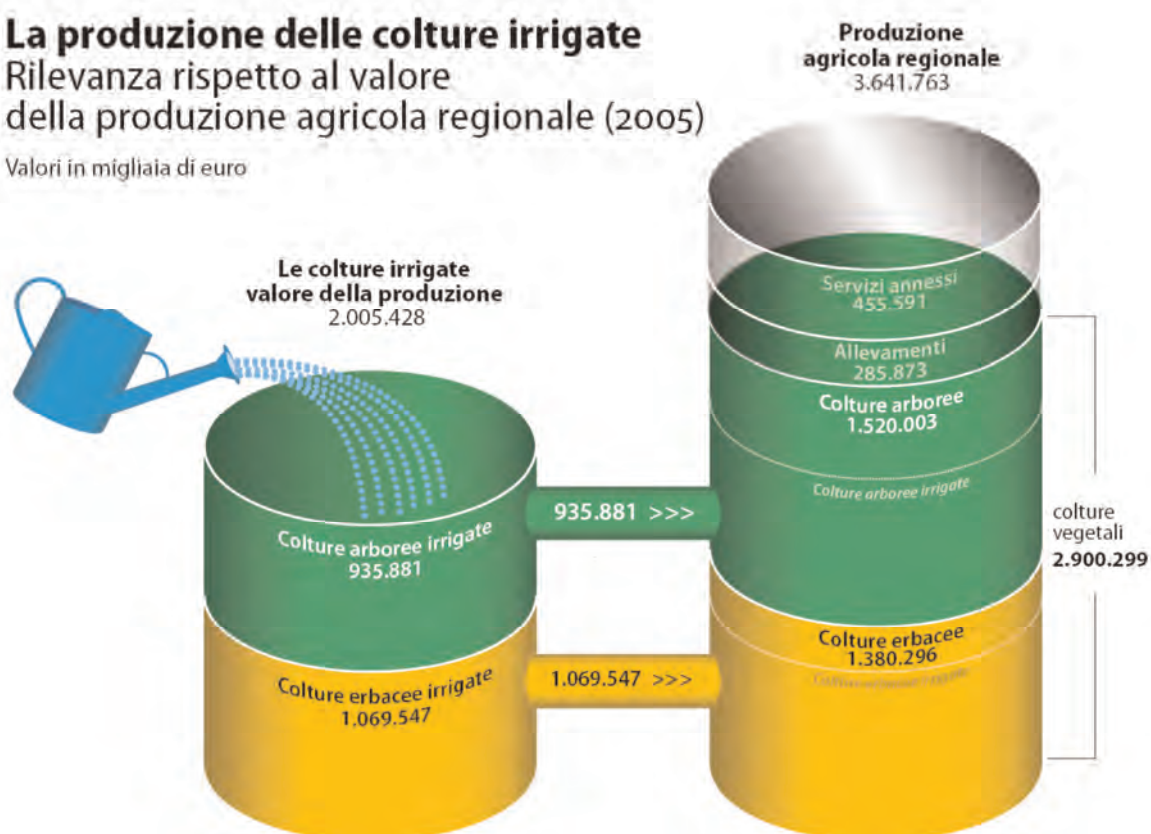 La produzione delle colture irrigate
Rilevanza rispetto al valore
della produzione agricola regionale (2005)
Valori in migliaia di euro
Le colture irrigate
valore della produzione
2.005.428
Colture arboree irrigate
935.881
Colture erbacee irrigate
1.069.547
935.881 >>>
1.069.547 >>>
Produzione
agricola regionale
3.641.763
Servizi annessi
455.591
Allevamenti
285.873
Colture arboree
1.520.003
Colture arboree irrigate
Colture erbacee
1.380.296
colture
vegetali
2.900.299